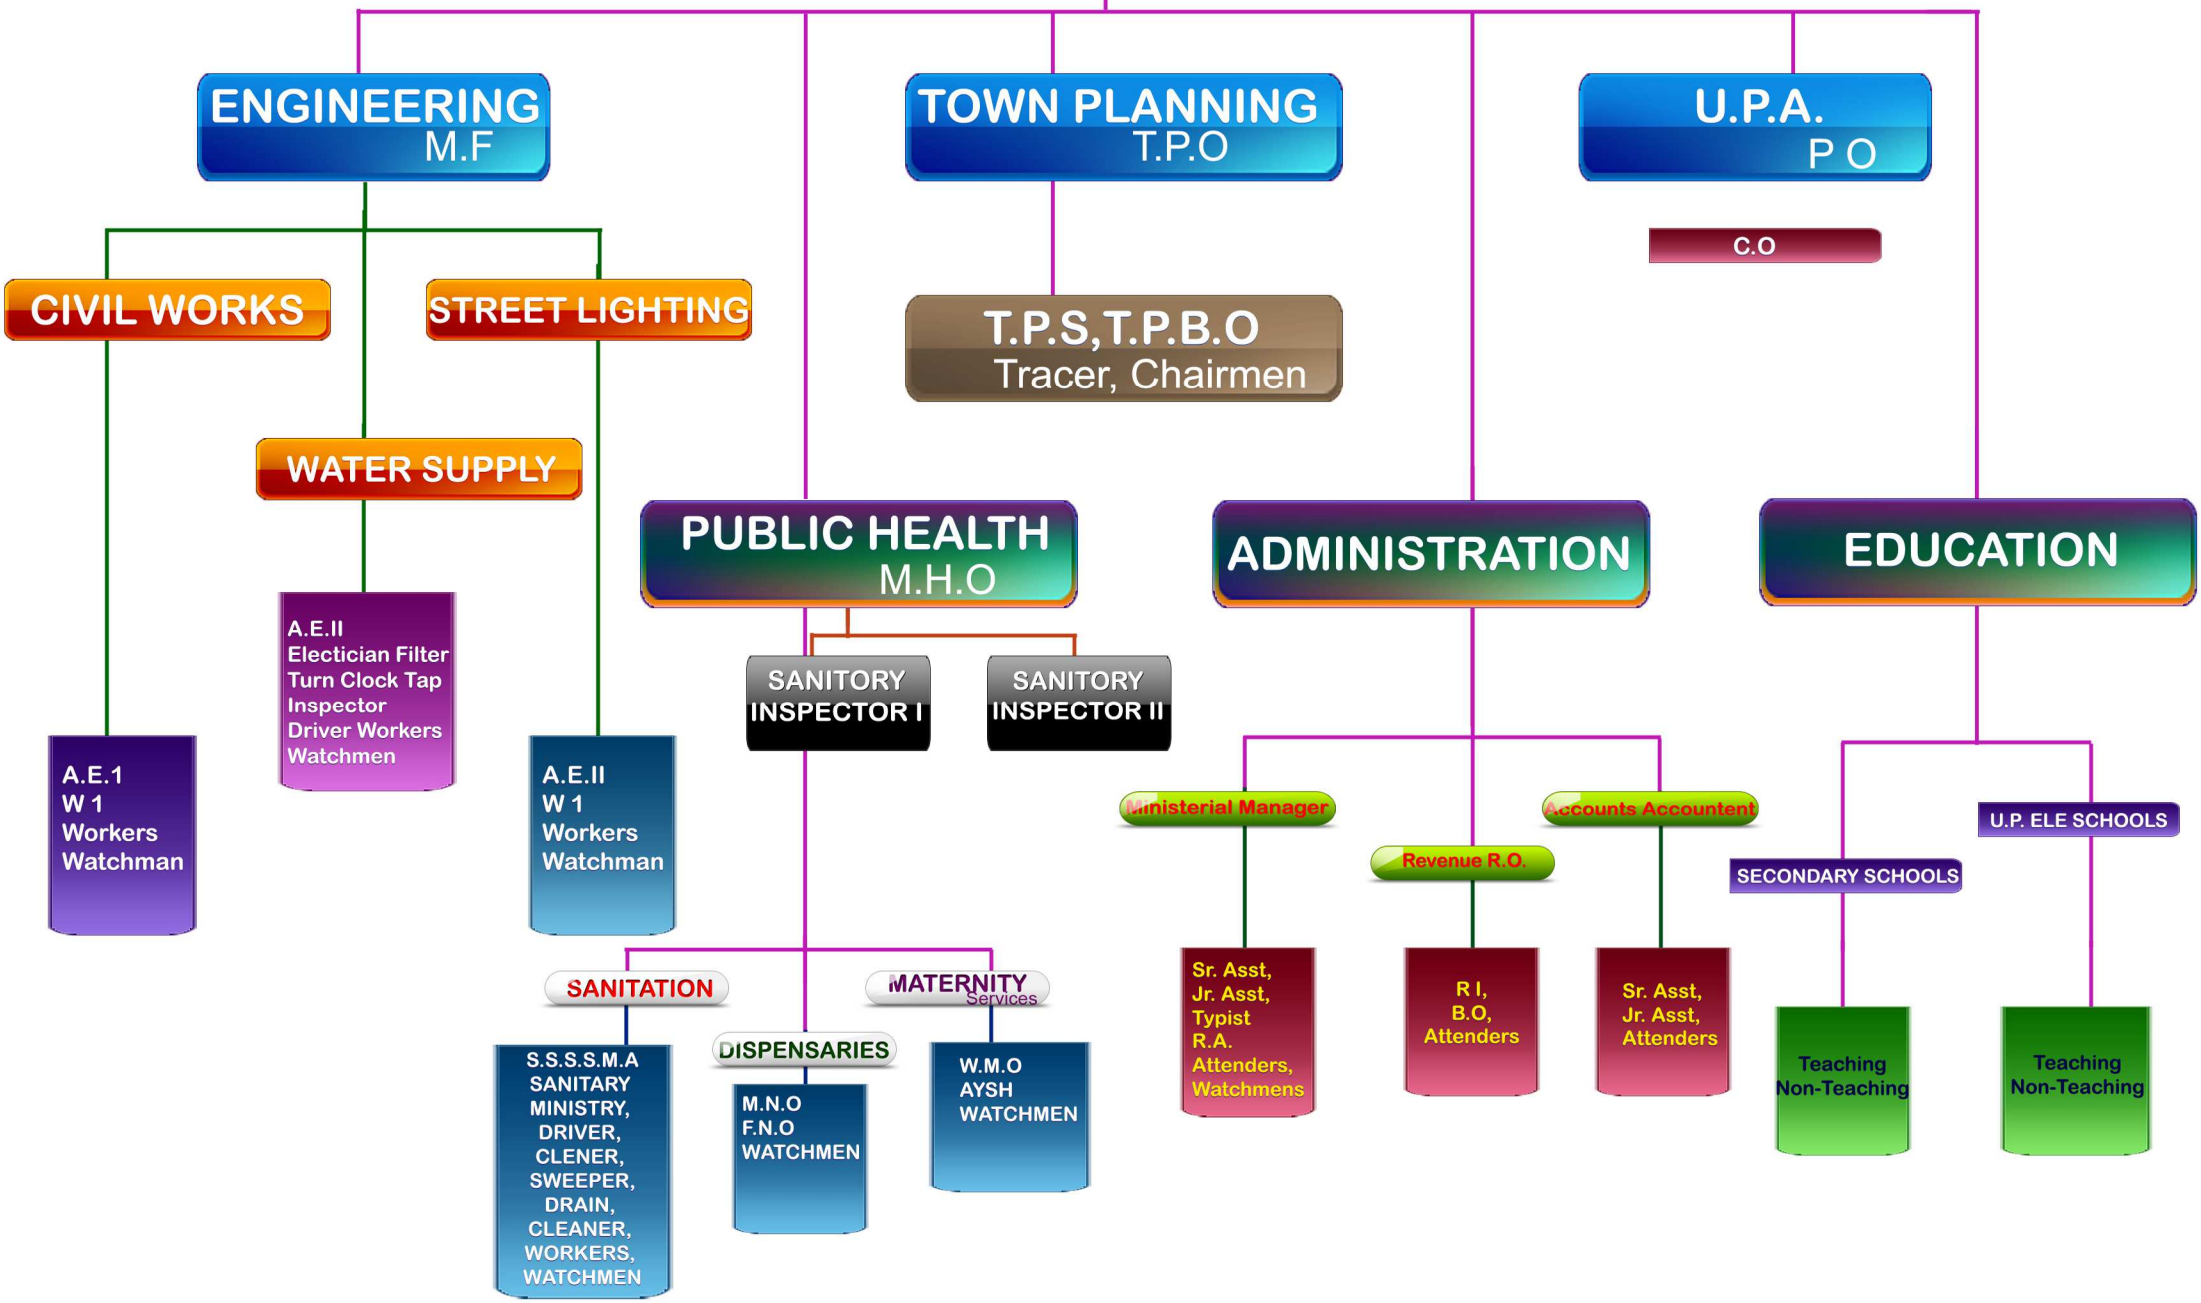 ENGINEERING
M.F
TOWN PLANNING
T.P.O
U.P.A.
P O
C.O
CIVIL WORKS
STREET LIGHTING
T.P.S,T.P.B.O
Tracer, Chairmen
WATER SUPPLY
PUBLIC HEALTH
M.H.O
ADMINISTRATION
EDUCATION
A.E.II
Electician Filter
Turn Clock Tap
Inspector
Driver Workers
Watchmen
SANITORY
INSPECTOR I
SANITORY
INSPECTOR II
A.E.1
W 1
Workers
Watchman
A.E.II
W 1
Workers
Watchman
Ministerial Manager
Accounts Accountent
Revenue R.O.
U.P. ELE SCHOOLS
SECONDARY SCHOOLS
SANITATION
MATERNITY
Services
DISPENSARIES
S.S.S.S.M.A
SANITARY
MINISTRY,
DRIVER,
CLENER,
SWEEPER,
DRAIN,
CLEANER,
WORKERS,
WATCHMEN
M.N.O
F.N.O
WATCHMEN
W.M.O
AYSH
WATCHMEN
Sr. Asst,
Jr. Asst,
Typist
R.A.
Attenders,
Watchmens
R I,
B.O,
Attenders
Sr. Asst,
Jr. Asst,
Attenders
Teaching
Non-Teaching
Teaching
Non-Teaching